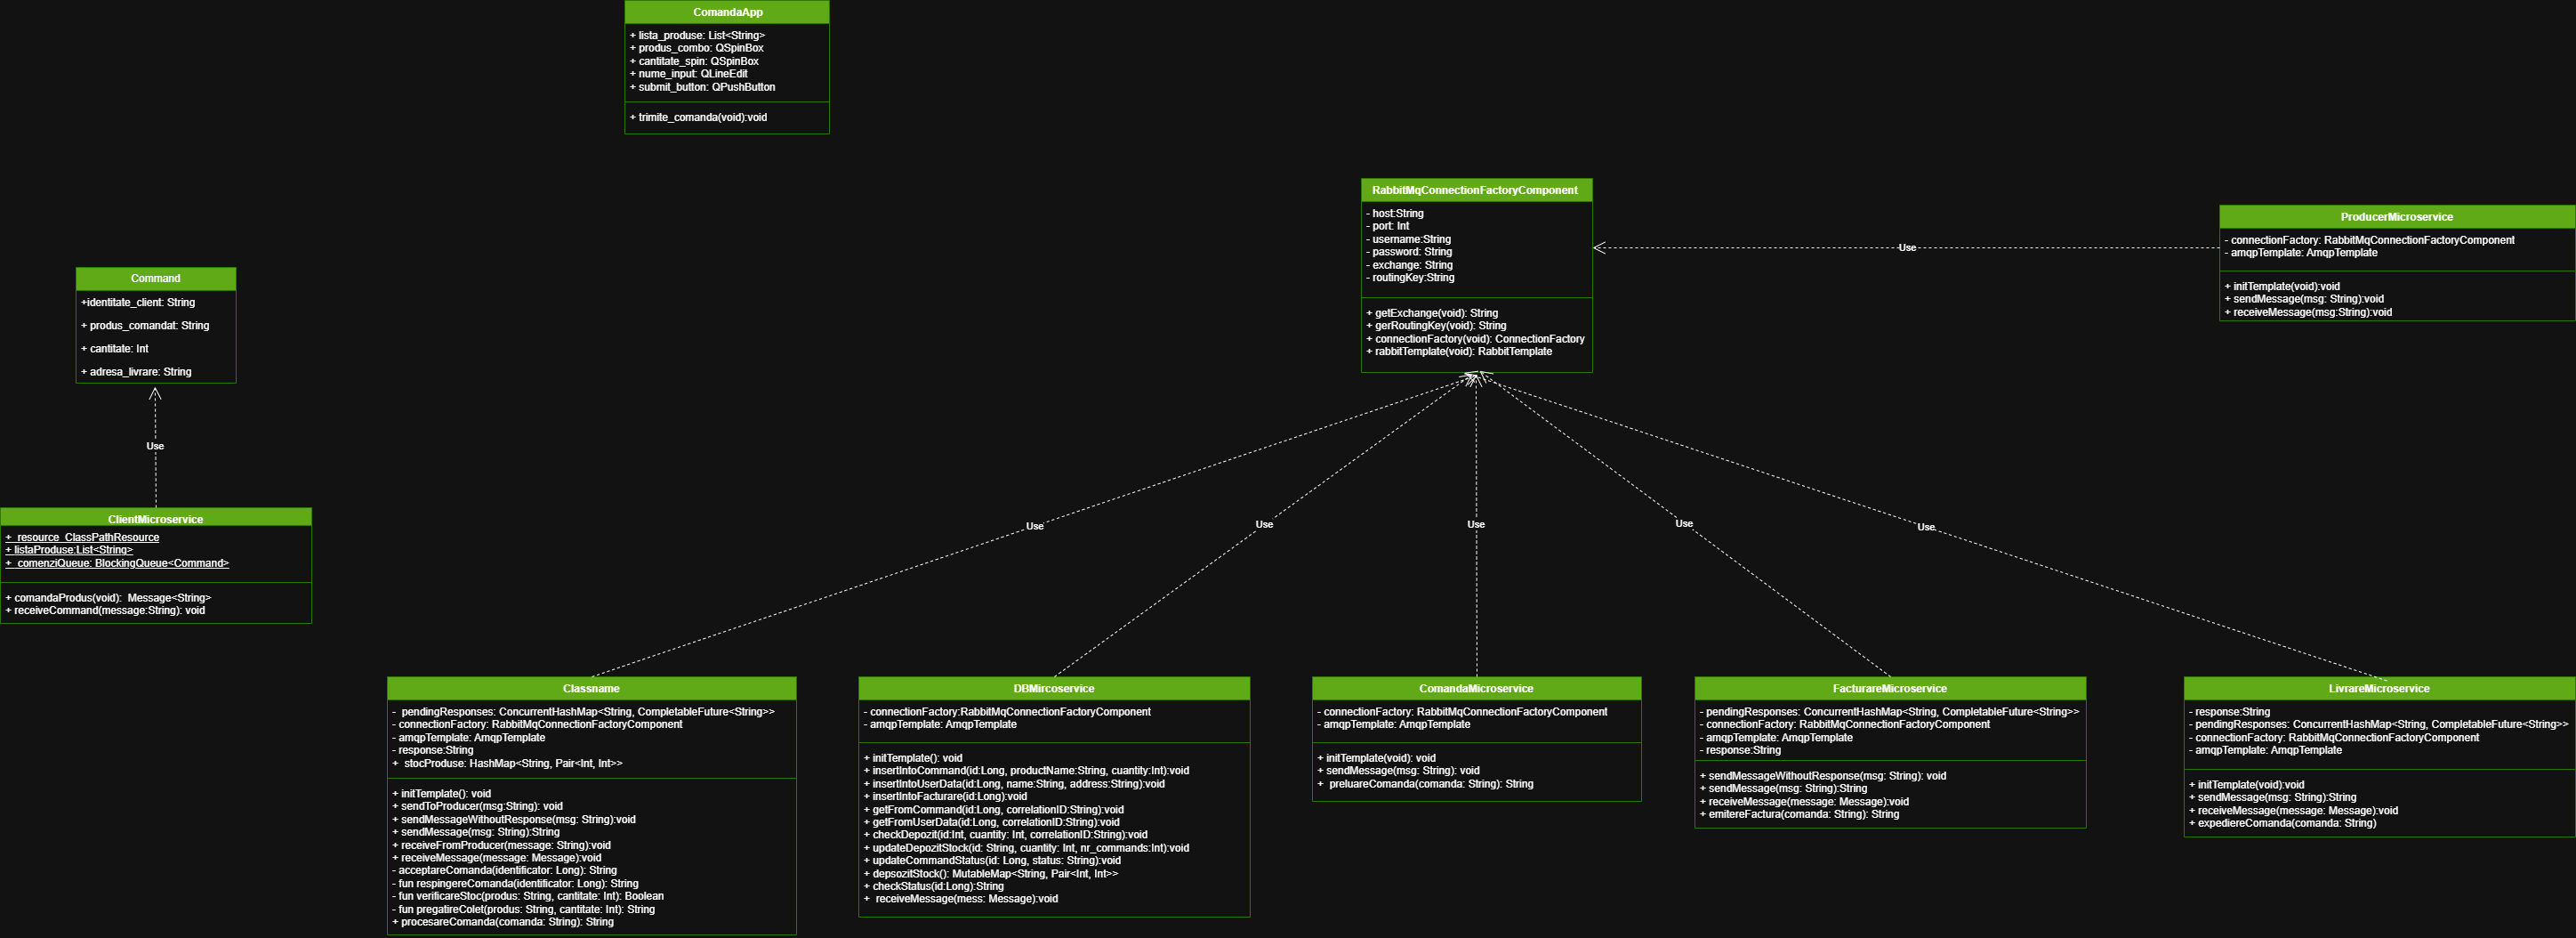 ComandaApp
+ lista_produse: List<String>
+ produs_combo: QSpinBox
+ cantitate_spin: QSpinBox
+ nume_input: QLineEdit
+ submit_button: QPushButton
+ trimite_comanda(void):void
RabbitMqConnectionFactoryComponent
- host:String
- port: Int
- username:String
- password: String
- exchange: String
- routingKey:String
+ getExchange(void): String
+ gerRoutingKey(void): String
+ connectionFactory(void): ConnectionFactory
+ rabbitTemplate(void): RabbitTemplate
Use
ProducerMicroservice
- connectionFactory: RabbitMqConnectionFactoryComponent
- amqpTemplate: AmqpTemplate
+ initTemplate(void):void
+ sendMessage(msg: String):void
+ receiveMessage(msg:String):void
Command
+identitate_client: String
+ produs_comandat: String
+ cantitate: Int
+ adresa_livrare: String
Use
ClientMicroservice
+ _resource_ClassPathResource
+ listaProduse:List<String>
+ _comenziQueue: BlockingQueue<Command>
+ comandaProdus(void):  Message<String>
+ receiveCommand(message:String): void
Use
Use
Use
Use
Use
Classname
-  pendingResponses: ConcurrentHashMap<String, CompletableFuture<String>>
- connectionFactory: RabbitMqConnectionFactoryComponent
- amqpTemplate: AmqpTemplate
- response:String
+  stocProduse: HashMap<String, Pair<Int, Int>>
+ initTemplate(): void
+ sendToProducer(msg:String): void
+ sendMessageWithoutResponse(msg: String):void
+ sendMessage(msg: String):String
+ receiveFromProducer(message: String):void
+ receiveMessage(message: Message):void
- acceptareComanda(identificator: Long): String
- fun respingereComanda(identificator: Long): String
- fun verificareStoc(produs: String, cantitate: Int): Boolean
- fun pregatireColet(produs: String, cantitate: Int): String
+ procesareComanda(comanda: String): String
DBMircoservice
- connectionFactory:RabbitMqConnectionFactoryComponent
- amqpTemplate: AmqpTemplate
+ initTemplate(): void
+ insertIntoCommand(id:Long, productName:String, cuantity:Int):void
+ insertIntoUserData(id:Long, name:String, address:String):void
+ insertIntoFacturare(id:Long):void
+ getFromCommand(id:Long, correlationID:String):void
+ getFromUserData(id:Long, correlationID:String):void
+ checkDepozit(id:Int, cuantity: Int, correlationID:String):void
+ updateDepozitStock(id: String, cuantity: Int, nr_commands:Int):void
+ updateCommandStatus(id: Long, status: String):void
+ depsozitStock(): MutableMap<String, Pair<Int, Int>>
+ checkStatus(id:Long):String
+  receiveMessage(mess: Message):void
ComandaMicroservice
- connectionFactory: RabbitMqConnectionFactoryComponent
- amqpTemplate: AmqpTemplate
+ initTemplate(void): void
+ sendMessage(msg: String): void
+  preluareComanda(comanda: String): String
FacturareMicroservice
- pendingResponses: ConcurrentHashMap<String, CompletableFuture<String>>
- connectionFactory: RabbitMqConnectionFactoryComponent
- amqpTemplate: AmqpTemplate
- response:String
+ sendMessageWithoutResponse(msg: String): void
+ sendMessage(msg: String):String
+ receiveMessage(message: Message):void
+ emitereFactura(comanda: String): String
LivrareMicroservice
- response:String
- pendingResponses: ConcurrentHashMap<String, CompletableFuture<String>>
- connectionFactory: RabbitMqConnectionFactoryComponent
- amqpTemplate: AmqpTemplate
+ initTemplate(void):void
+ sendMessage(msg: String):String
+ receiveMessage(message: Message):void
+ expediereComanda(comanda: String)